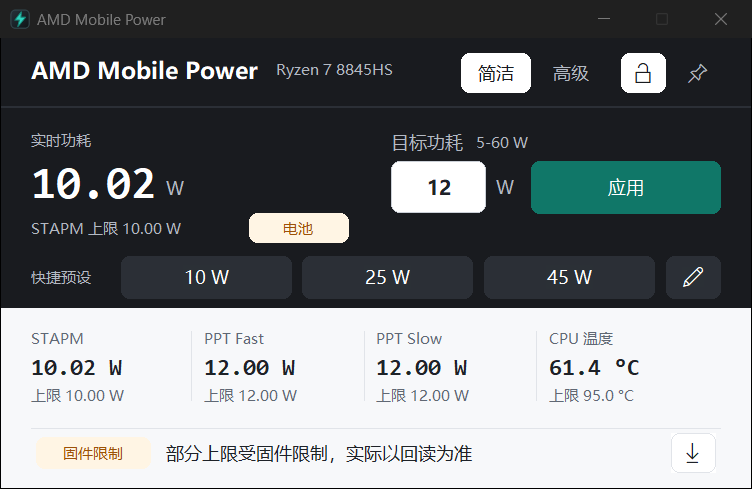 AMD Mobile Power
AMD Mobile Power Ryzen 7 8845HS 简洁 高级
实时功耗 目标功耗 5-60 W
10.02 W 12 W 应用
STAPM 上限 10.00 W 电池
快捷预设 10 W 25 W 45 W
STAPM PPT Fast PPT Slow CPU 温度
10.02 W 12.00 W 12.00 W 61.4 °C
上限 10.00 W 上限 12.00 W 上限 12.00 W 上限 95.0 °C
固件限制 部分上限受固件限制，实际以回读为准